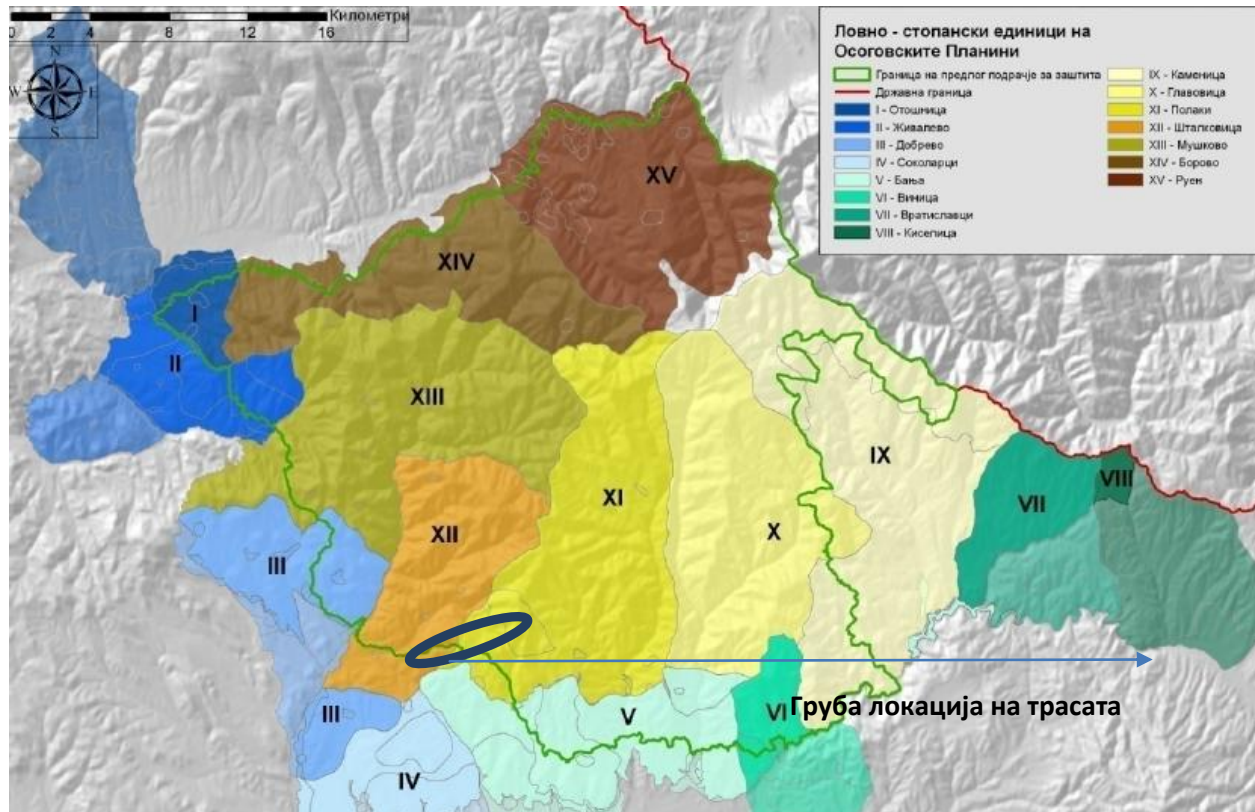 Километри
0 2 4 8 12 16
N
W E
S
Ловно - стопански единици на
Осоговските Планини
Граница на предлог подрачје за заштита
Државна граница
I - Отошница
II - Живалево
III - Добрево
IV - Соколарци
V - Бања
VI - Виница
VII - Вратиславци
VIII - Киселица
IX - Каменица
X - Главовица
XI - Полаки
XII - Шталковица
XIII - Мушково
XIV - Борово
XV - Руен
XV
XIV
I
II
XIII
IX
VII
VIII
XI
XII
X
III
III
V
VI
Груба локација на трасата
IV